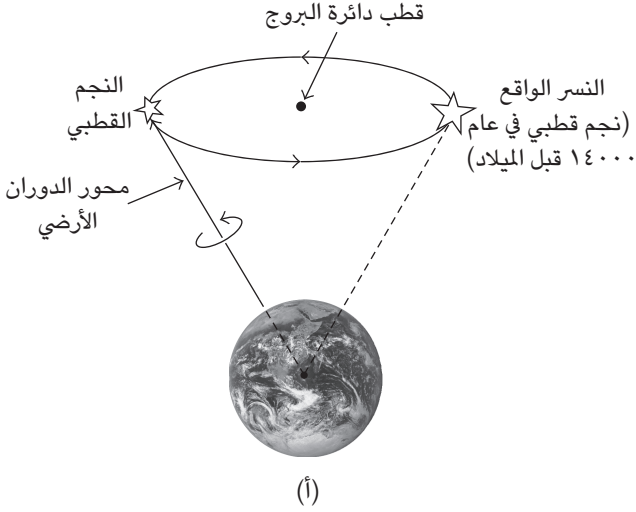 قطب دائرة البروج
النسر الواقع
(نجم قطبي في عام
١٤٠٠٠ قبل الميلاد)
النجم
القطبي
محور الدوران
الأرضي
(أ)